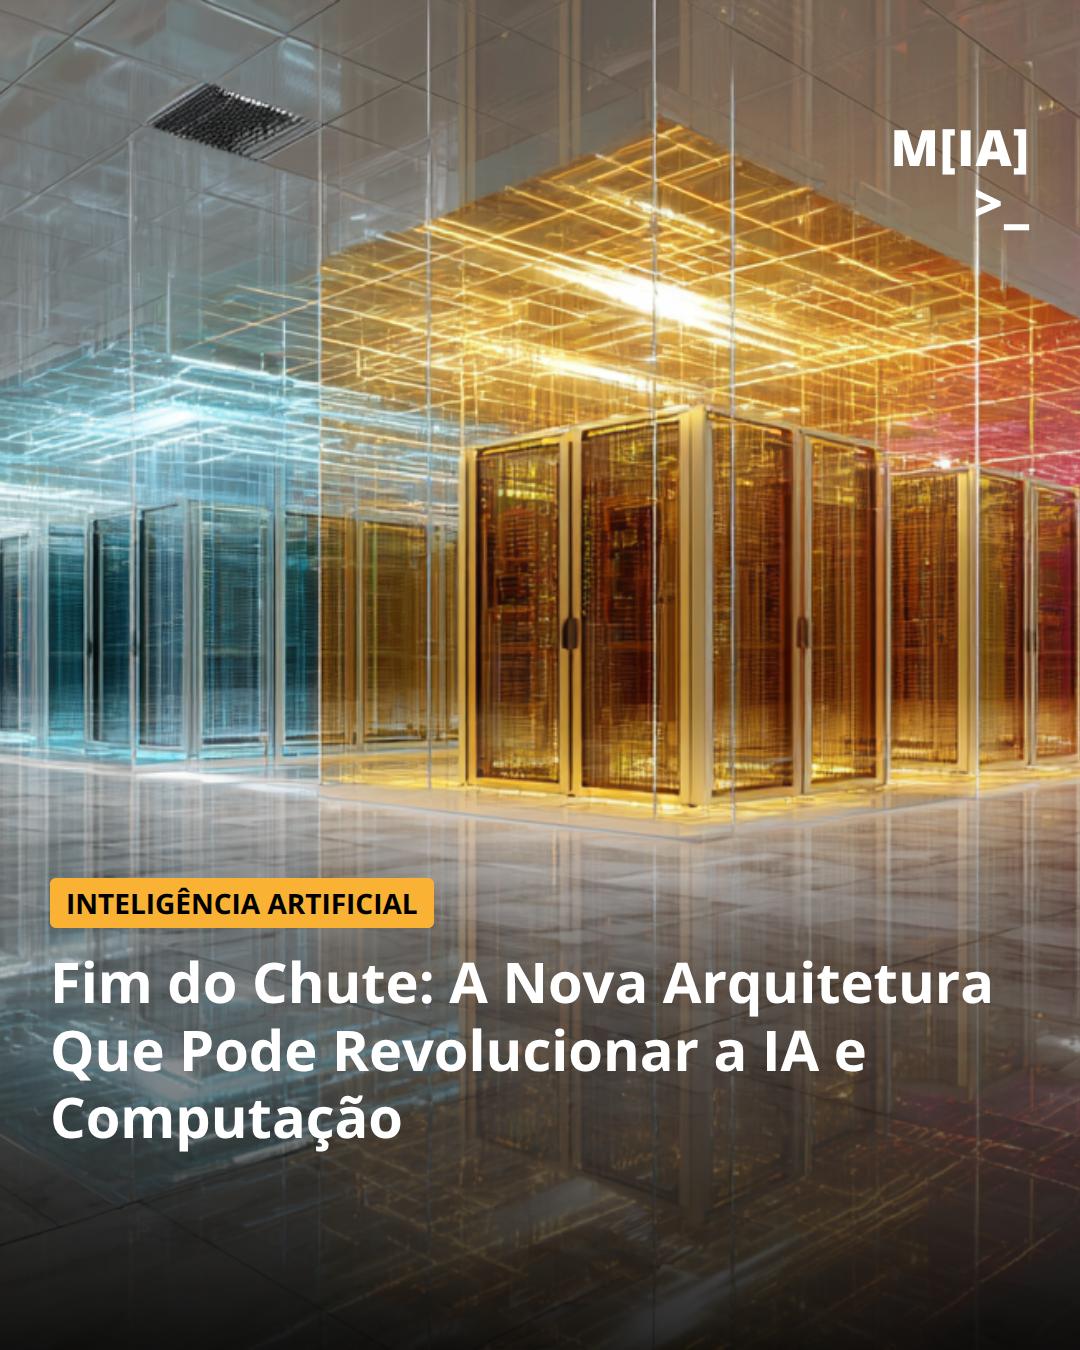 M[IA]
>_
INTELIGÊNCIA ARTIFICIAL
Fim do Chute: A Nova Arquitetura
Que Pode Revolucionar a IA e
Computação